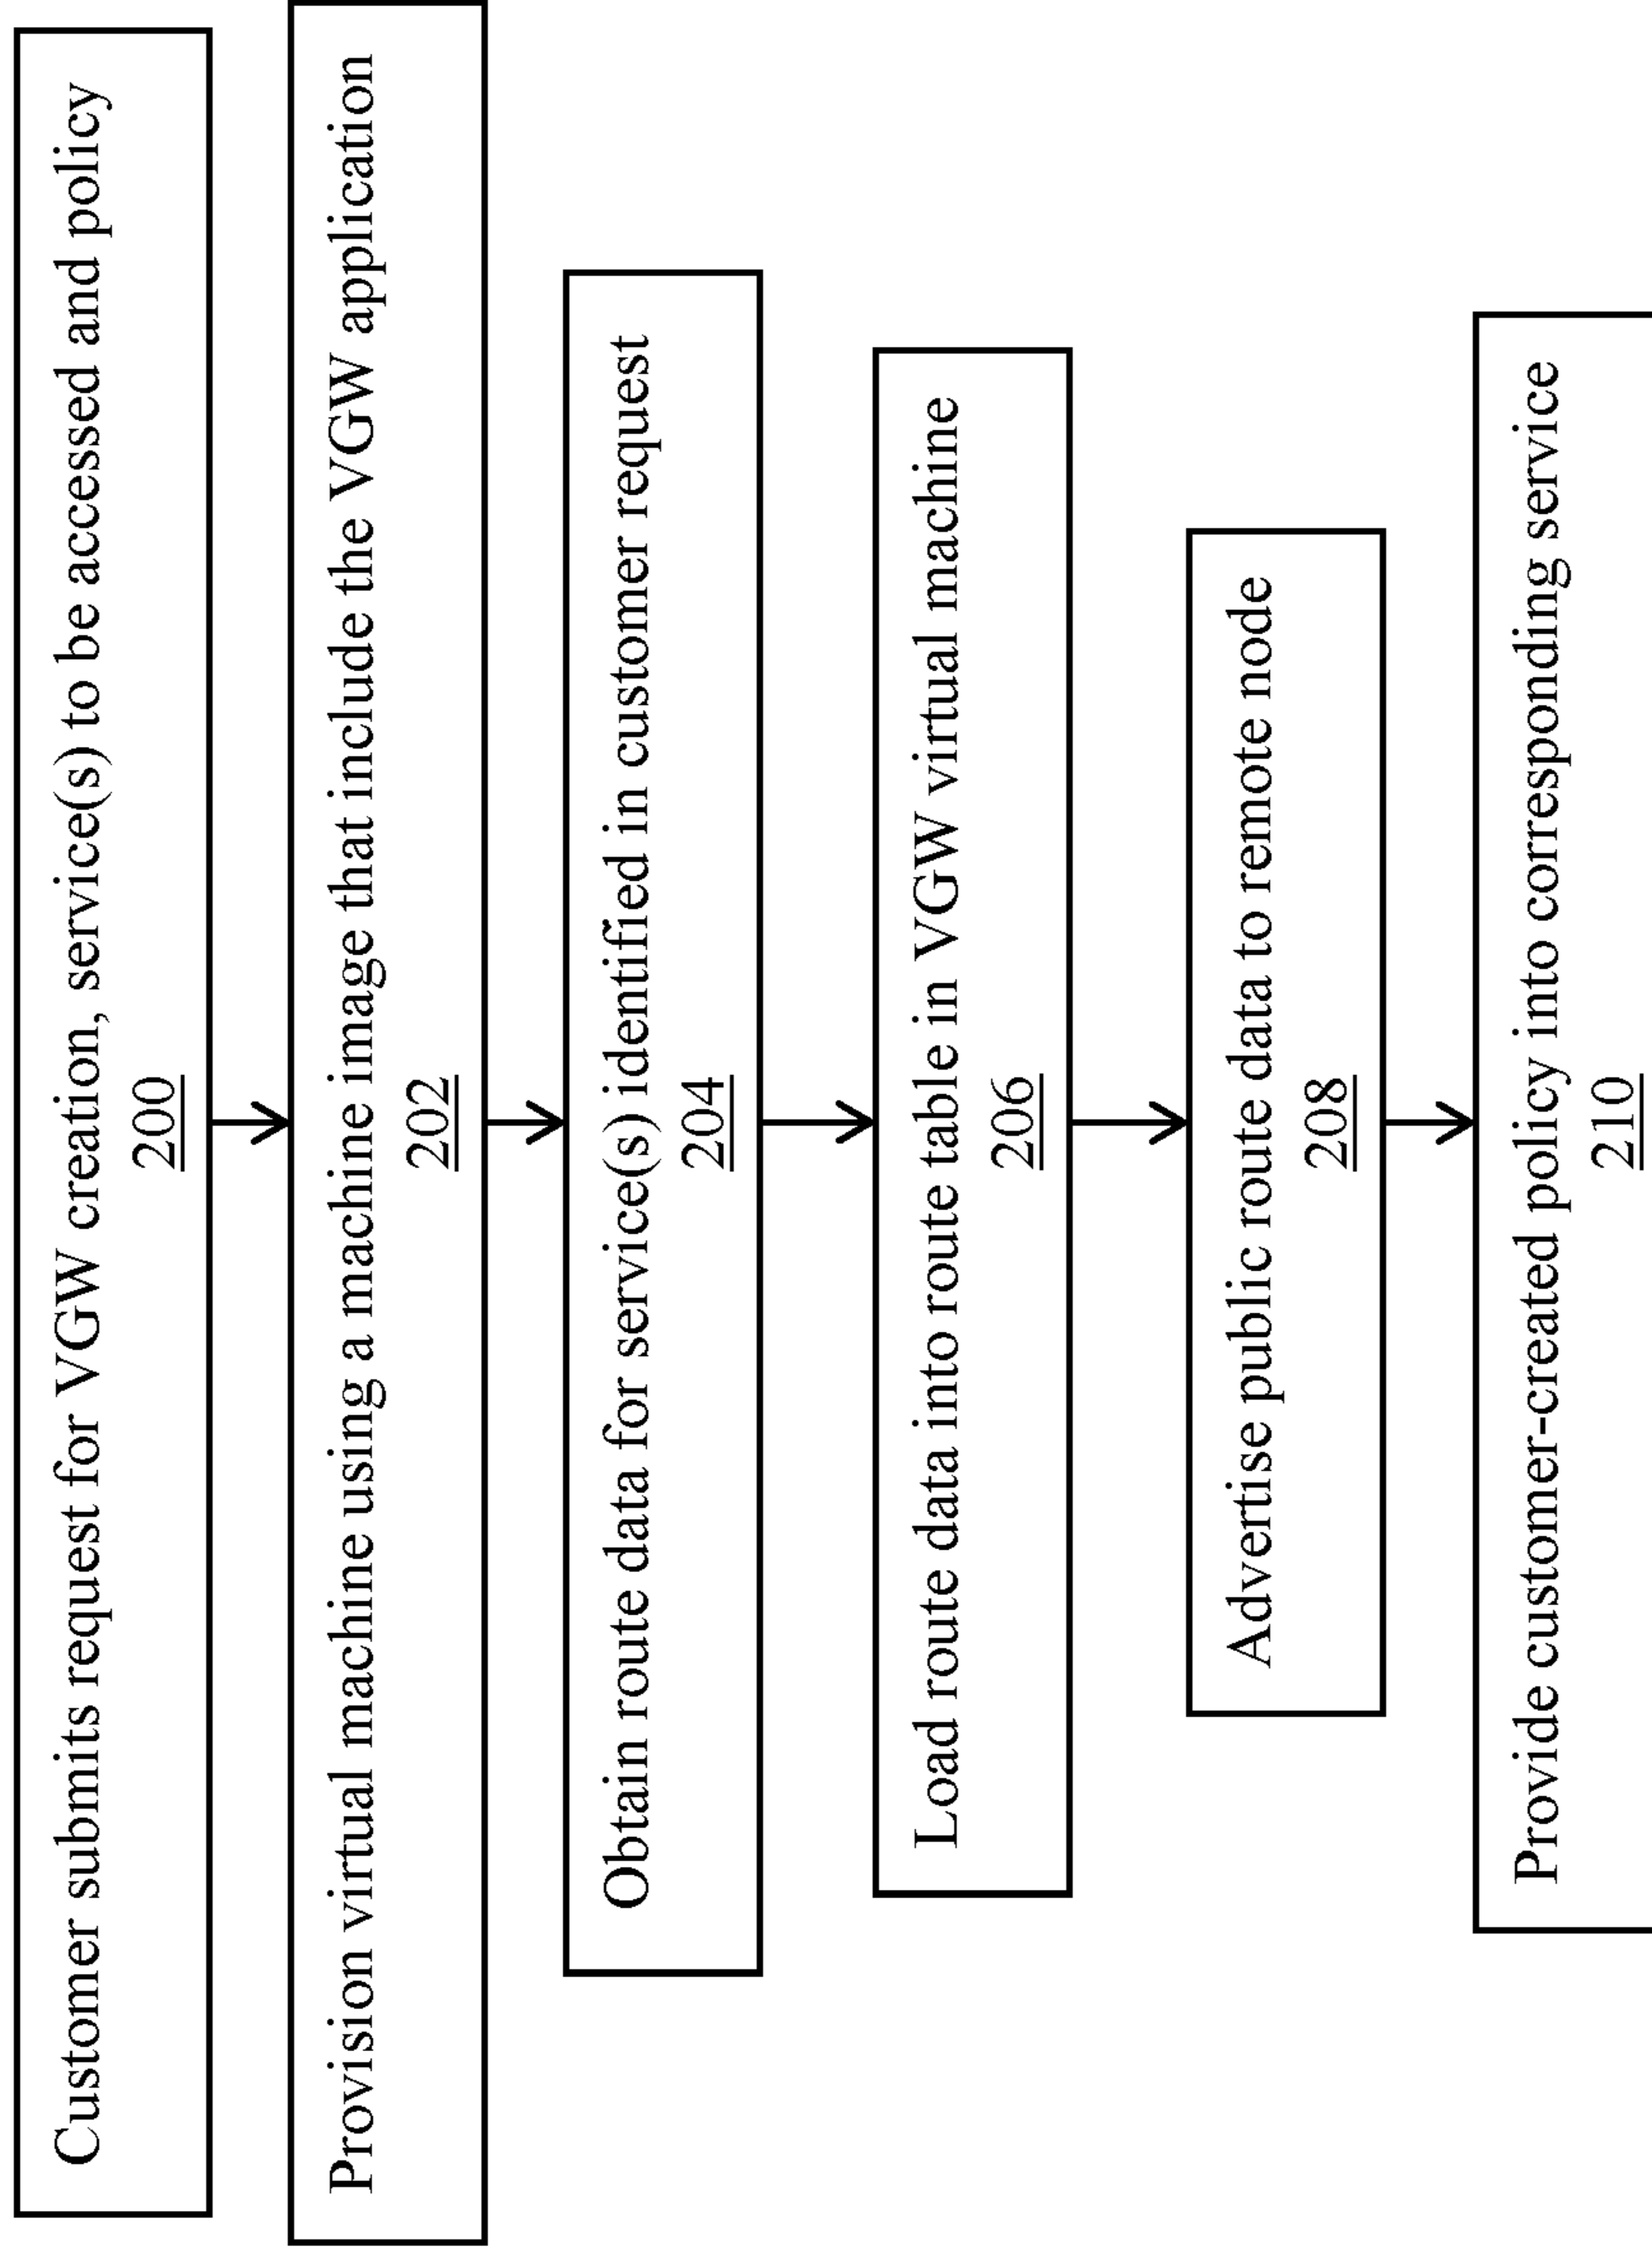 Customer submits request for VGW creation, service(s) to be accessed and policy
200
Provision virtual machine using a machine image that include the VGW application
202
Obtain route data for service(s) identified in customer request
204
Load route data into route table in VGW virtual machine
206
Advertise public route data to remote node
208
Provide customer-created policy into corresponding service
210